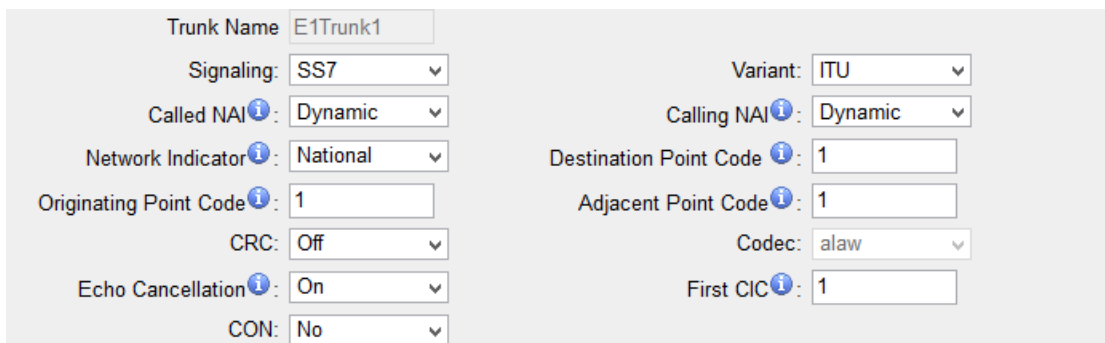 Trunk Name E1Trunk1
Signaling: SS7 Variant: ITU
Called NAI : Dynamic Calling NAI : Dynamic
Network Indicator : National Destination Point Code : 1
Originating Point Code : 1 Adjacent Point Code : 1
CRC: Off Codec: alaw
Echo Cancellation : On First CIC : 1
CON: No